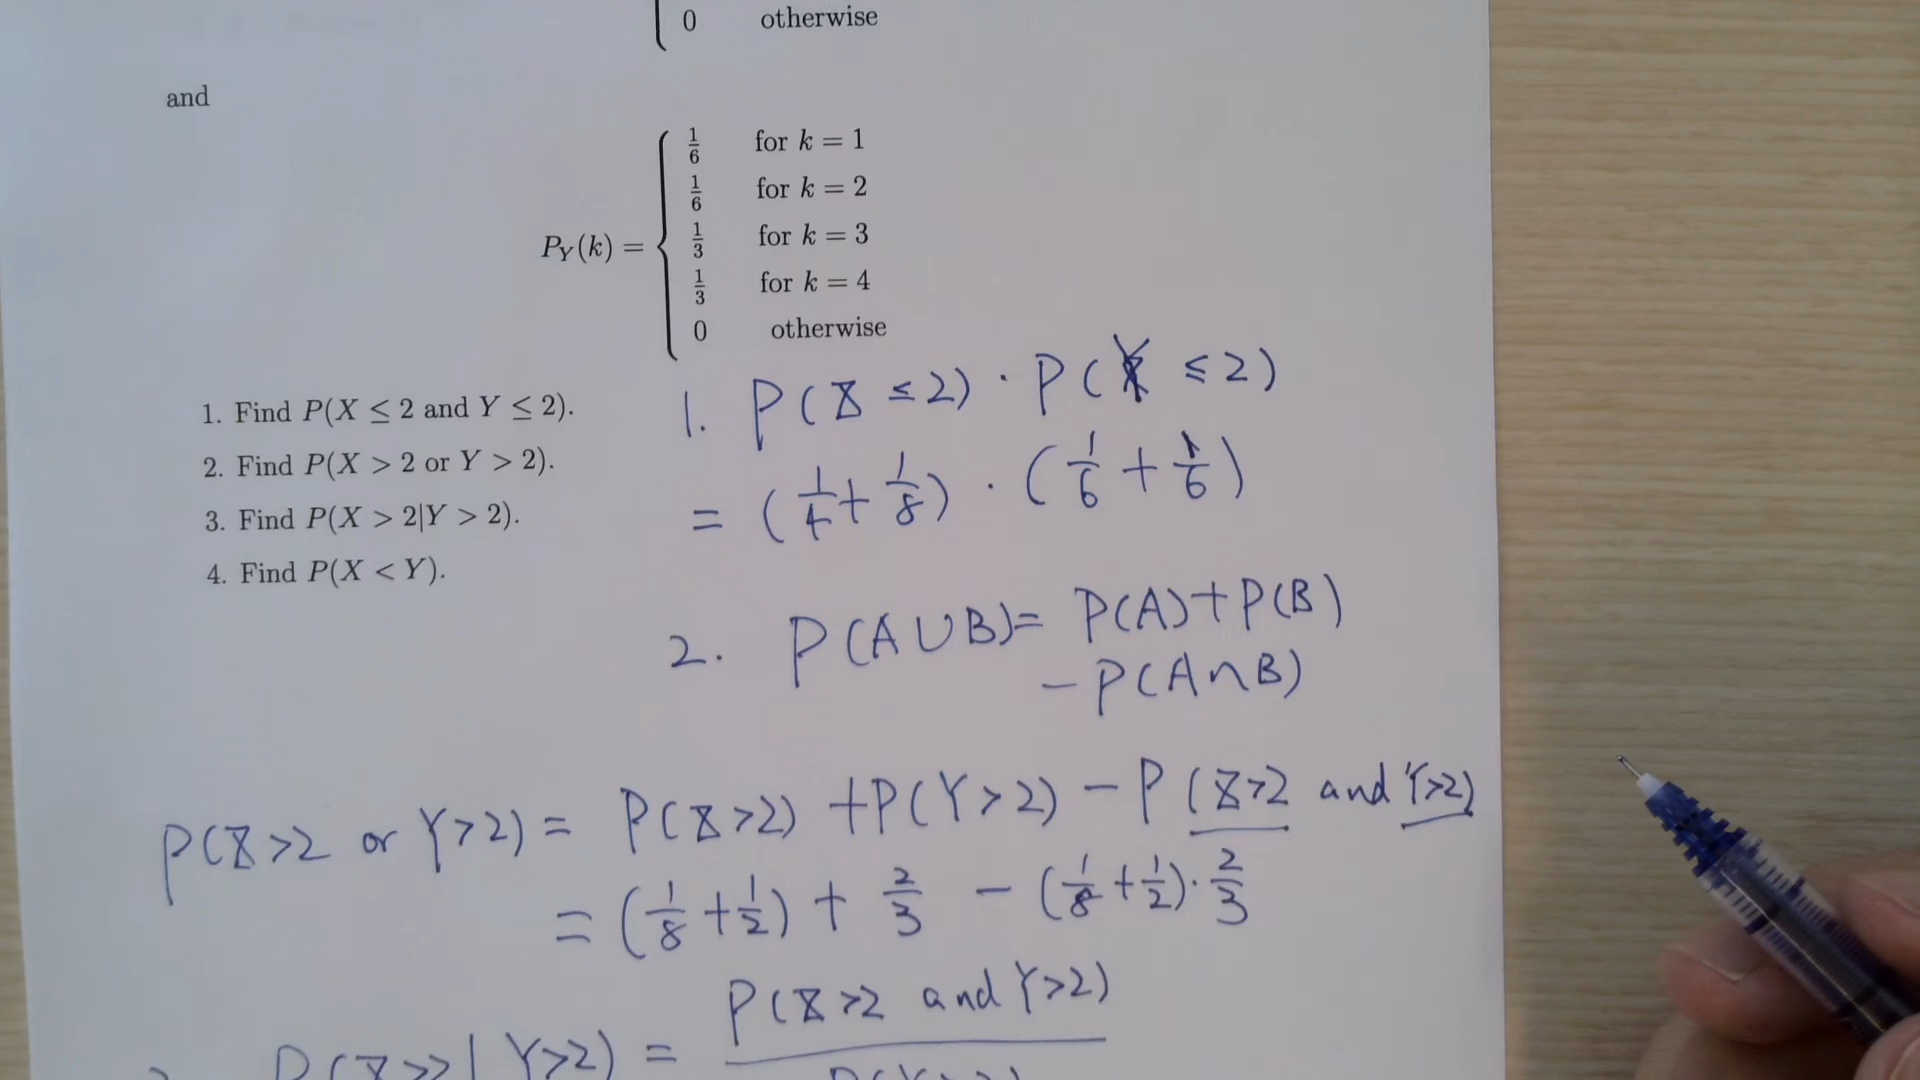 0 otherwise
and
P_Y(k) =
1/6 for k = 1
1/6 for k = 2
1/3 for k = 3
1/3 for k = 4
0 otherwise
1. Find P(X ≤ 2 and Y ≤ 2).
2. Find P(X > 2 or Y > 2).
3. Find P(X > 2|Y > 2).
4. Find P(X < Y).
1. P(X ≤ 2) · P(Y ≤ 2)
= (1/4 + 1/8) · (1/6 + 1/6)
2. P(A ∪ B) = P(A) + P(B)
− P(A ∩ B)
P(X > 2 or Y > 2) = P(X > 2) + P(Y > 2) − P(X > 2 and Y > 2)
= (1/8 + 1/2) + 2/3 − (1/8 + 1/2) · 2/3
P(X > 2 and Y > 2)
P(X > 2 | Y > 2) =